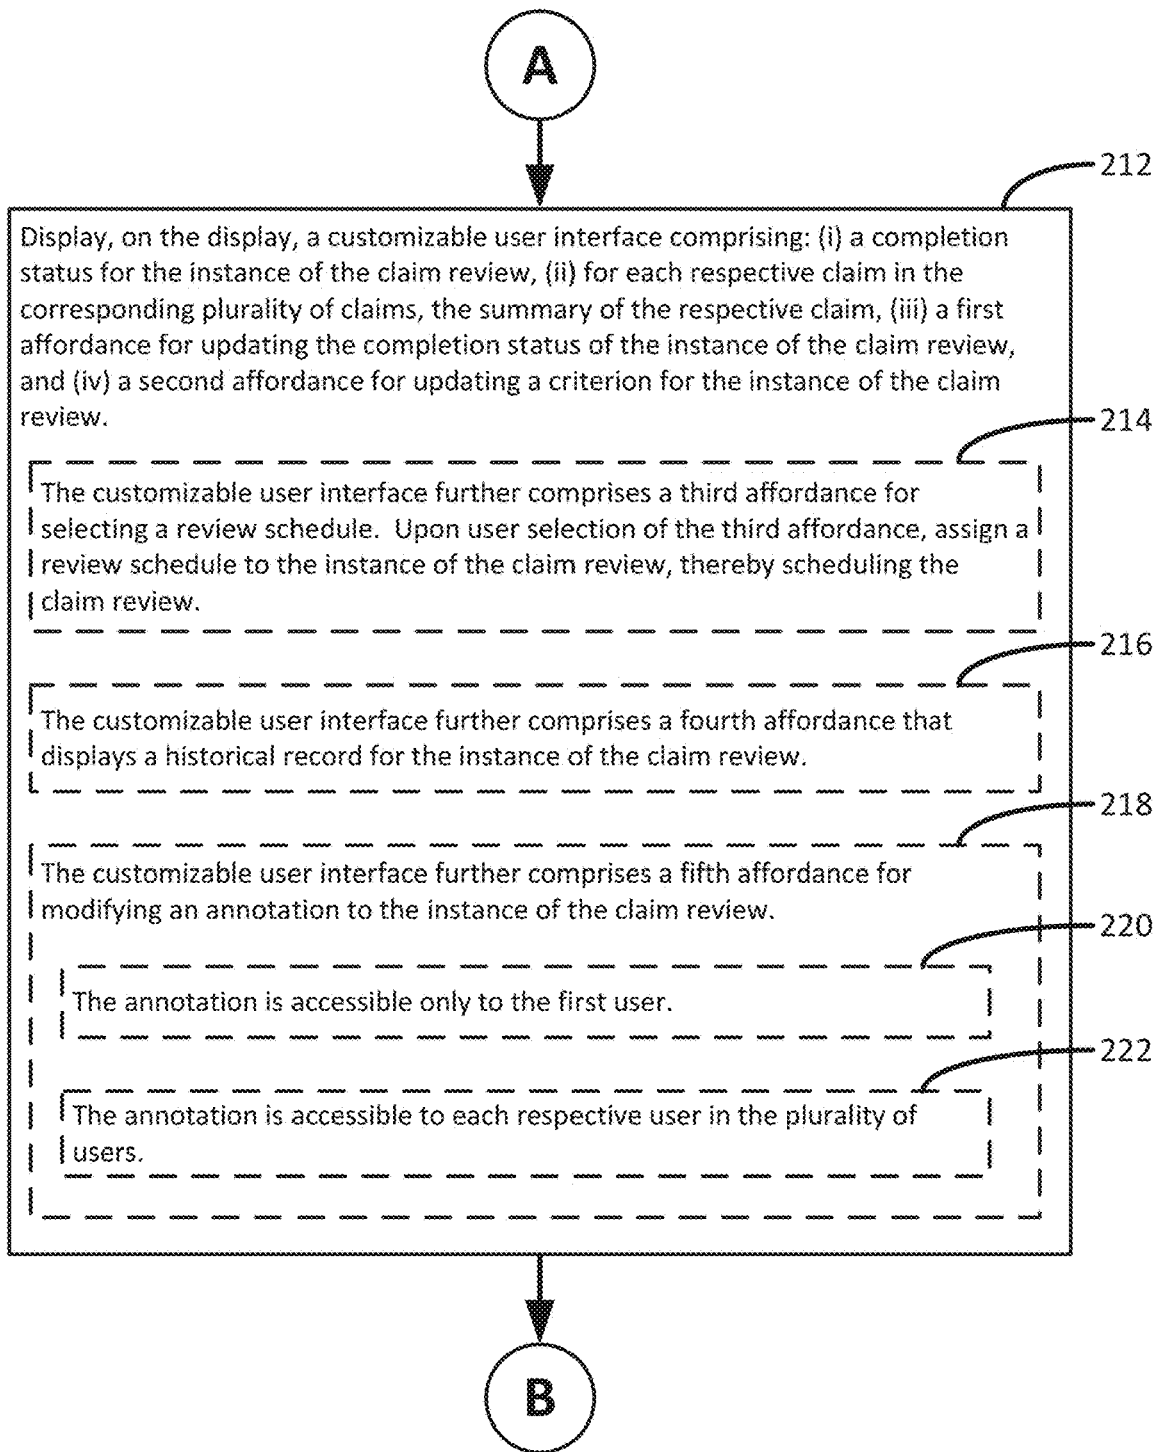 A
212
Display, on the display, a customizable user interface comprising: (i) a completion
status for the instance of the claim review, (ii) for each respective claim in the
corresponding plurality of claims, the summary of the respective claim, (iii) a first
affordance for updating the completion status of the instance of the claim review,
and (iv) a second affordance for updating a criterion for the instance of the claim
review.
214
The customizable user interface further comprises a third affordance for
selecting a review schedule.  Upon user selection of the third affordance, assign a
review schedule to the instance of the claim review, thereby scheduling the
claim review.
216
The customizable user interface further comprises a fourth affordance that
displays a historical record for the instance of the claim review.
218
The customizable user interface further comprises a fifth affordance for
modifying an annotation to the instance of the claim review.
220
The annotation is accessible only to the first user.
222
The annotation is accessible to each respective user in the plurality of
users.
B